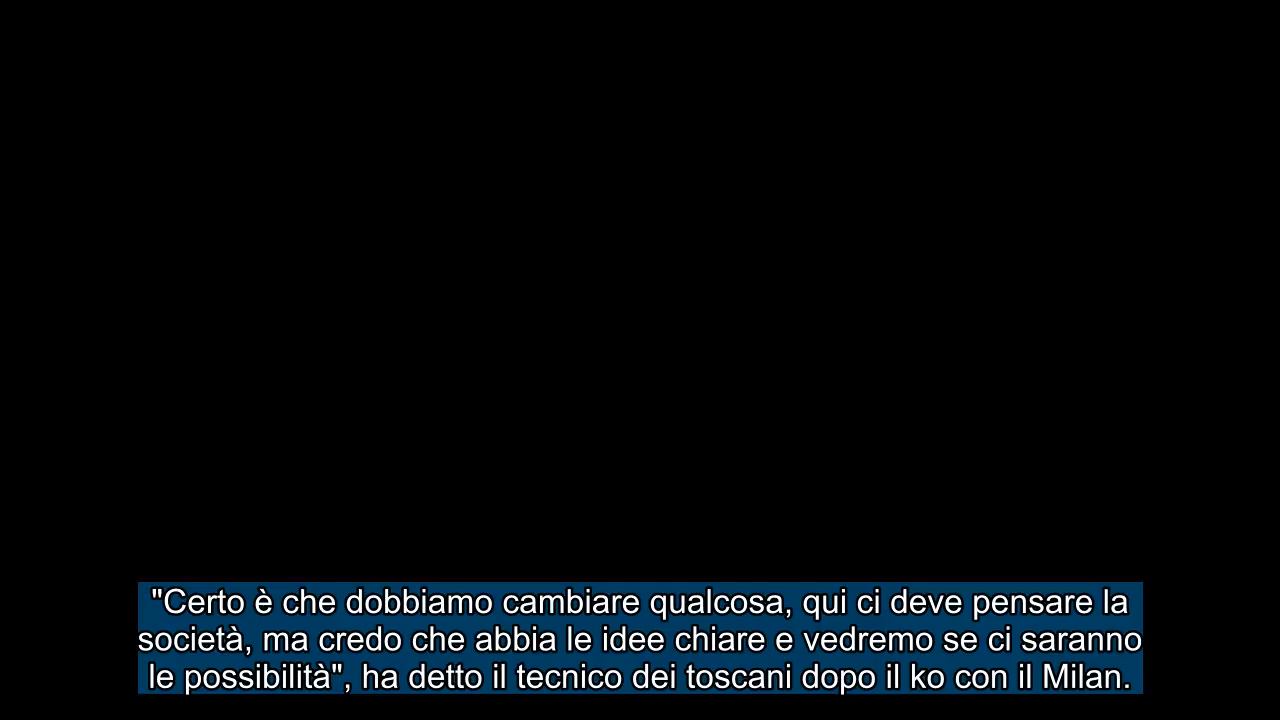 "Certo è che dobbiamo cambiare qualcosa, qui ci deve pensare la
società, ma credo che abbia le idee chiare e vedremo se ci saranno
le possibilità", ha detto il tecnico dei toscani dopo il ko con il Milan.